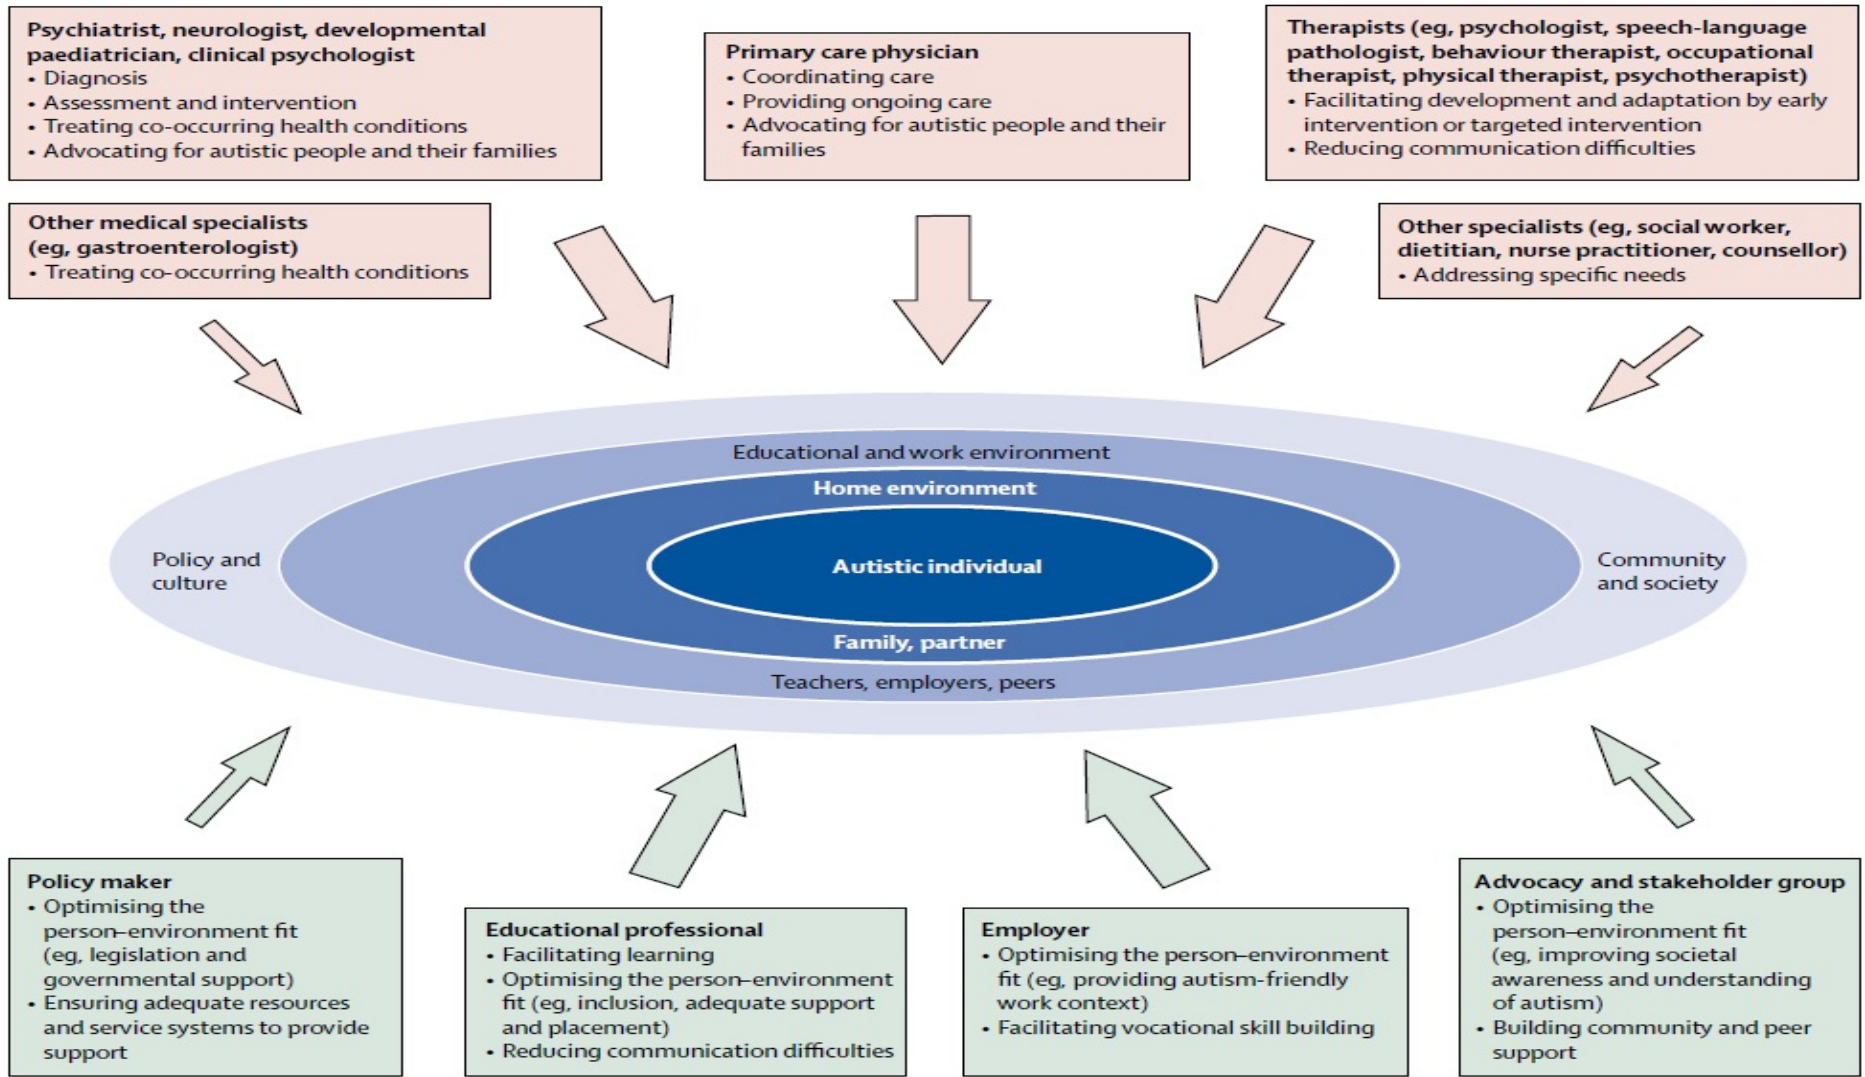 Psychiatrist, neurologist, developmental
paediatrician, clinical psychologist
• Diagnosis
• Assessment and intervention
• Treating co-occurring health conditions
• Advocating for autistic people and their families
Primary care physician
• Coordinating care
• Providing ongoing care
• Advocating for autistic people and their
families
Therapists (eg, psychologist, speech-language
pathologist, behaviour therapist, occupational
therapist, physical therapist, psychotherapist)
• Facilitating development and adaptation by early
intervention or targeted intervention
• Reducing communication difficulties
Other medical specialists
(eg, gastroenterologist)
• Treating co-occurring health conditions
Other specialists (eg, social worker,
dietitian, nurse practitioner, counsellor)
• Addressing specific needs
Educational and work environment
Home environment
Policy and
culture
Autistic individual
Community
and society
Family, partner
Teachers, employers, peers
Policy maker
• Optimising the
person–environment fit
(eg, legislation and
governmental support)
• Ensuring adequate resources
and service systems to provide
support
Educational professional
• Facilitating learning
• Optimising the person–environment
fit (eg, inclusion, adequate support
and placement)
• Reducing communication difficulties
Employer
• Optimising the person–environment
fit (eg, providing autism-friendly
work context)
• Facilitating vocational skill building
Advocacy and stakeholder group
• Optimising the
person–environment fit
(eg, improving societal
awareness and understanding
of autism)
• Building community and peer
support